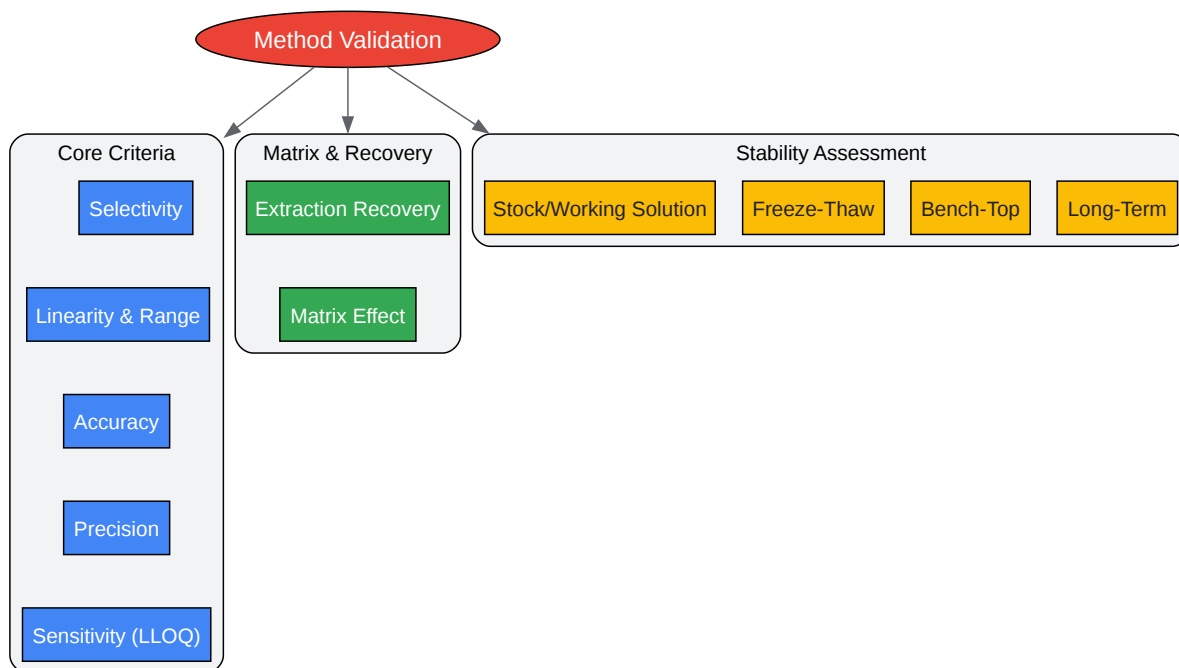 Method Validation
Core Criteria
Selectivity
Linearity & Range
Accuracy
Precision
Sensitivity (LLOQ)
Matrix & Recovery
Extraction Recovery
Matrix Effect
Stability Assessment
Stock/Working Solution
Freeze-Thaw
Bench-Top
Long-Term